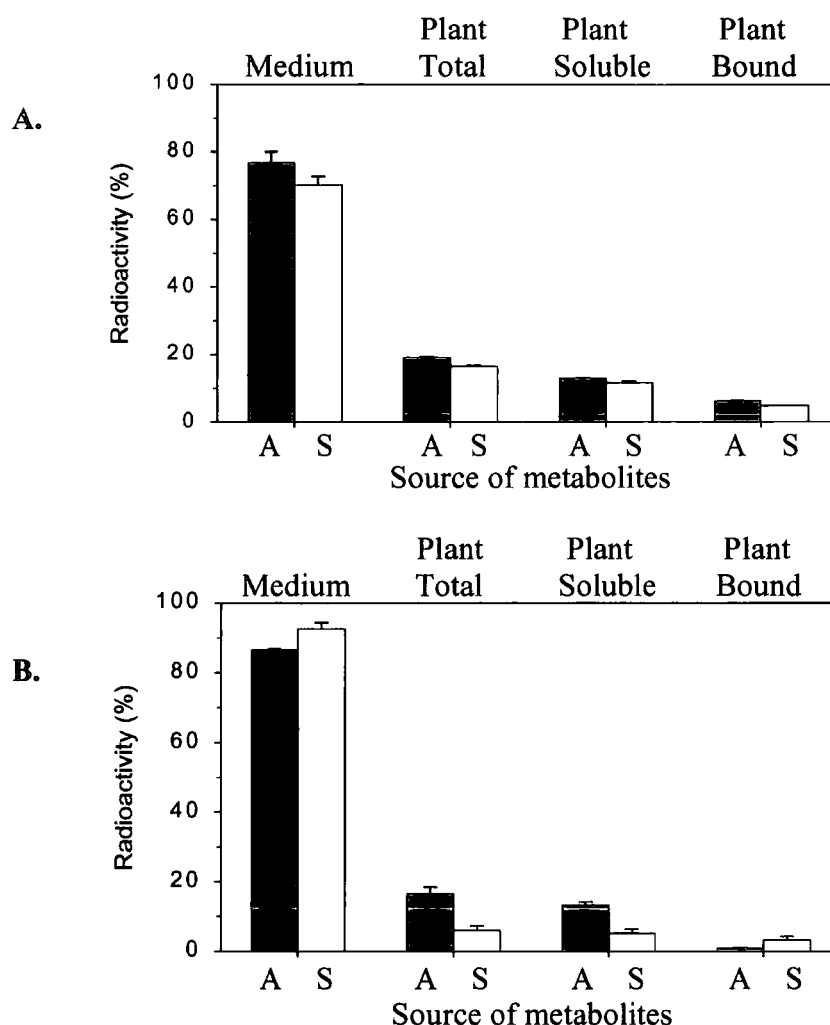 A.
Plant Plant Plant
Medium Total Soluble Bound
100
80
60
40
20
0
Radioactivity (%)
A S A S A S A S
Source of metabolites
B.
Plant Plant Plant
Medium Total Soluble Bound
100
80
60
40
20
0
Radioactivity (%)
A S A S A S A S
Source of metabolites